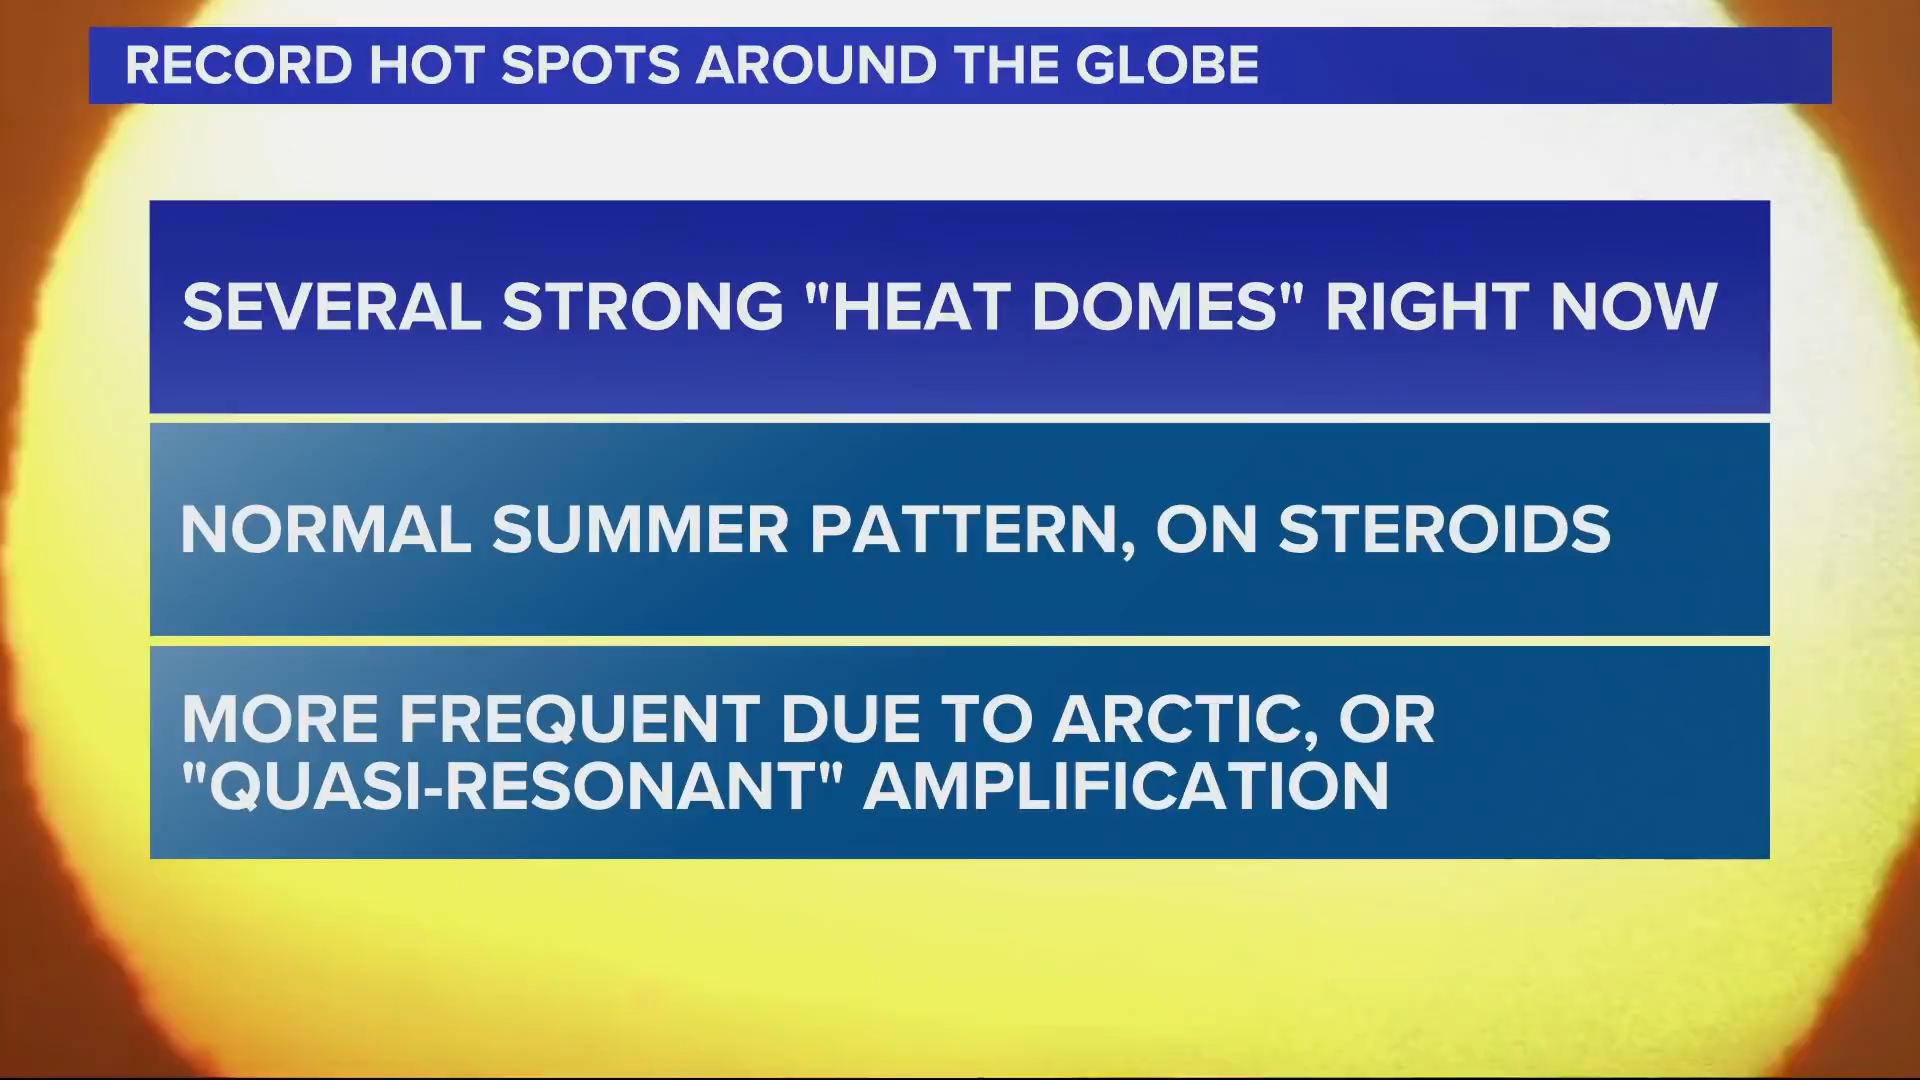 RECORD HOT SPOTS AROUND THE GLOBE
SEVERAL STRONG "HEAT DOMES" RIGHT NOW
NORMAL SUMMER PATTERN, ON STEROIDS
MORE FREQUENT DUE TO ARCTIC, OR
"QUASI-RESONANT" AMPLIFICATION